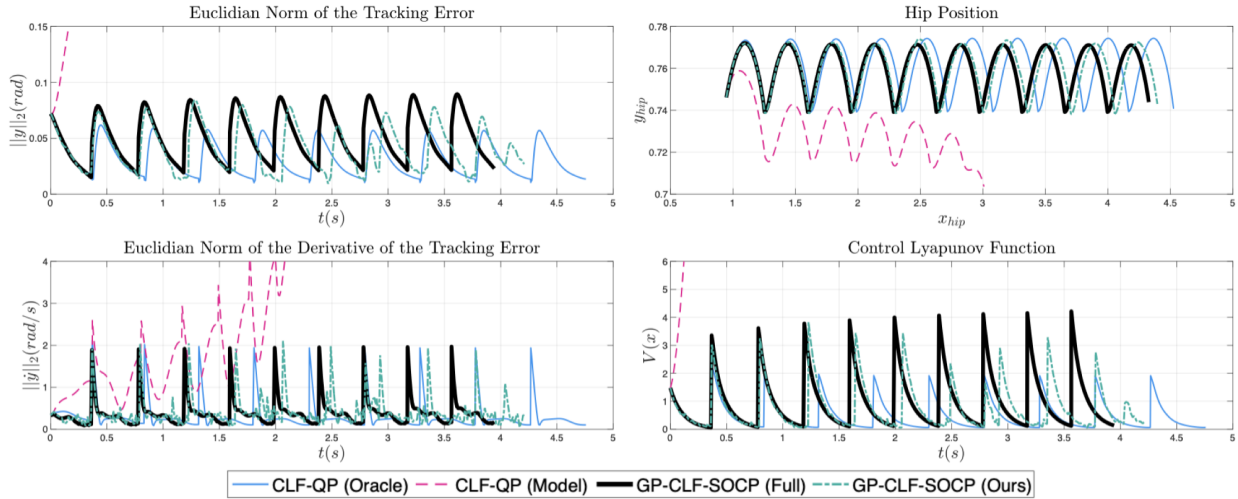 Euclidian Norm of the Tracking Error
0.15
0.1
0.05
0
0 0.5 1 1.5 2 2.5 3 3.5 4 4.5 5
||y||₂(rad)
t(s)
Hip Position
0.78
0.76
0.74
0.72
0.7
0.5 1 1.5 2 2.5 3 3.5 4 4.5 5
y_hip
x_hip
Euclidian Norm of the Derivative of the Tracking Error
4
3
2
1
0
0 0.5 1 1.5 2 2.5 3 3.5 4 4.5 5
||ẏ||₂(rad/s)
t(s)
Control Lyapunov Function
6
5
4
3
2
1
0
0 0.5 1 1.5 2 2.5 3 3.5 4 4.5 5
V(x)
t(s)
CLF-QP (Oracle) CLF-QP (Model) GP-CLF-SOCP (Full) GP-CLF-SOCP (Ours)